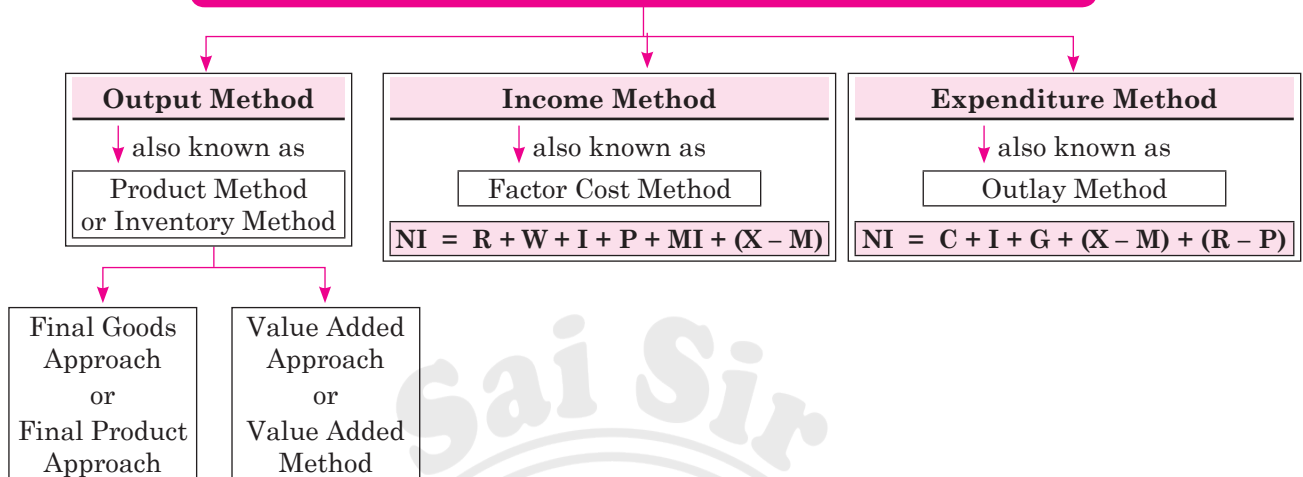 Output Method
also known as
Product Method
or Inventory Method
Income Method
also known as
Factor Cost Method
NI = R + W + I + P + MI + (X – M)
Expenditure Method
also known as
Outlay Method
NI = C + I + G + (X – M) + (R – P)
Final Goods
Approach
or
Final Product
Approach
Value Added
Approach
or
Value Added
Method
Sai Sir